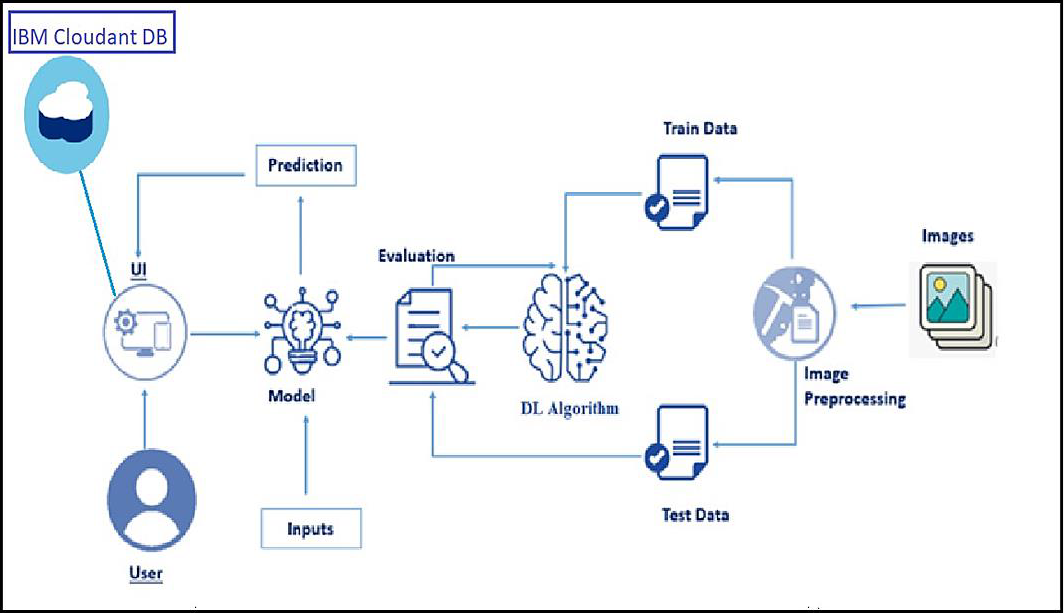 IBM Cloudant DB
Train Data
Prediction
Images
Evaluation
UI
Image
Preprocessing
Model
DL Algorithm
Test Data
Inputs
User